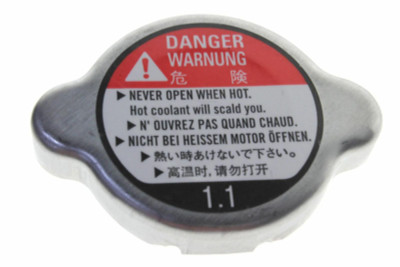 DANGER
WARNUNG
危 険
▶ NEVER OPEN WHEN HOT.
Hot coolant will scald you.
▶ N' OUVREZ PAS QUAND CHAUD.
▶ NICHT BEI HEISSEM MOTOR ÖFFNEN.
▶ 熱い時あけないで下さい。
▶ 高温时，请勿打开
1.1